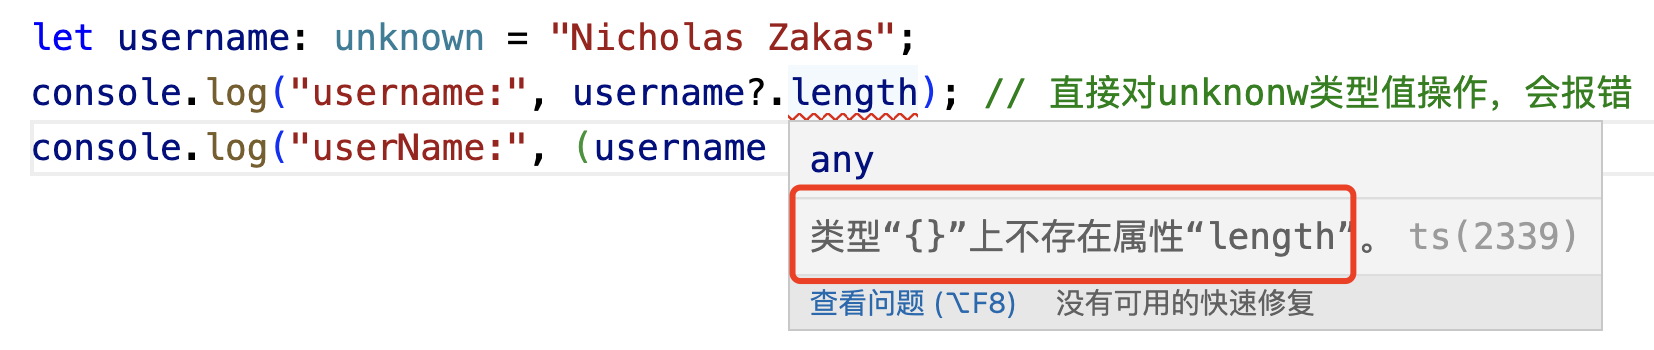 let username: unknown = "Nicholas Zakas";
console.log("username:", username?.length); // 直接对unknonw类型值操作，会报错
console.log("userName:", (username
any
类型“{}”上不存在属性“length”。 ts(2339)
查看问题 (⌥F8) 没有可用的快速修复